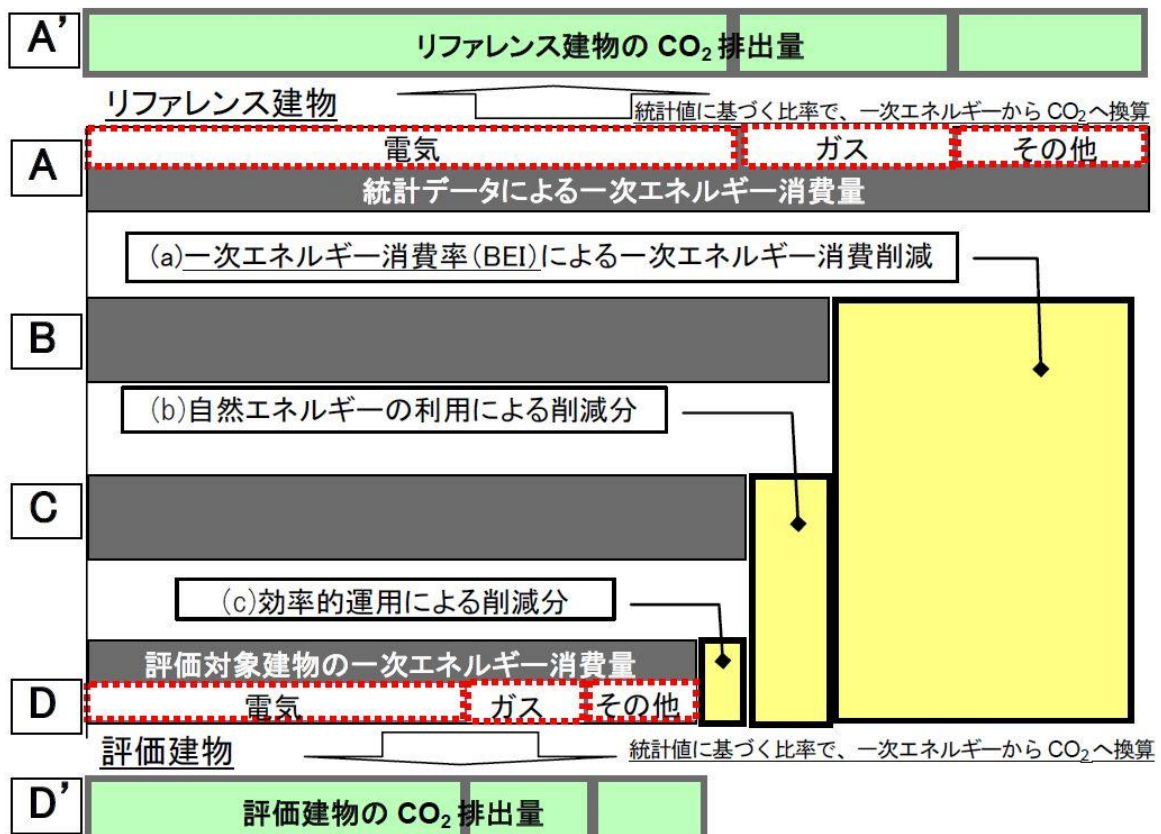 A’
リファレンス建物の CO₂ 排出量
リファレンス建物
統計値に基づく比率で、一次エネルギーから CO₂ へ換算
A
電気
ガス
その他
統計データによる一次エネルギー消費量
(a)一次エネルギー消費率(BEI)による一次エネルギー消費削減
B
(b)自然エネルギーの利用による削減分
C
(c)効率的運用による削減分
評価対象建物の一次エネルギー消費量
D
電気
ガス
その他
評価建物
統計値に基づく比率で、一次エネルギーから CO₂ へ換算
D’
評価建物の CO₂ 排出量